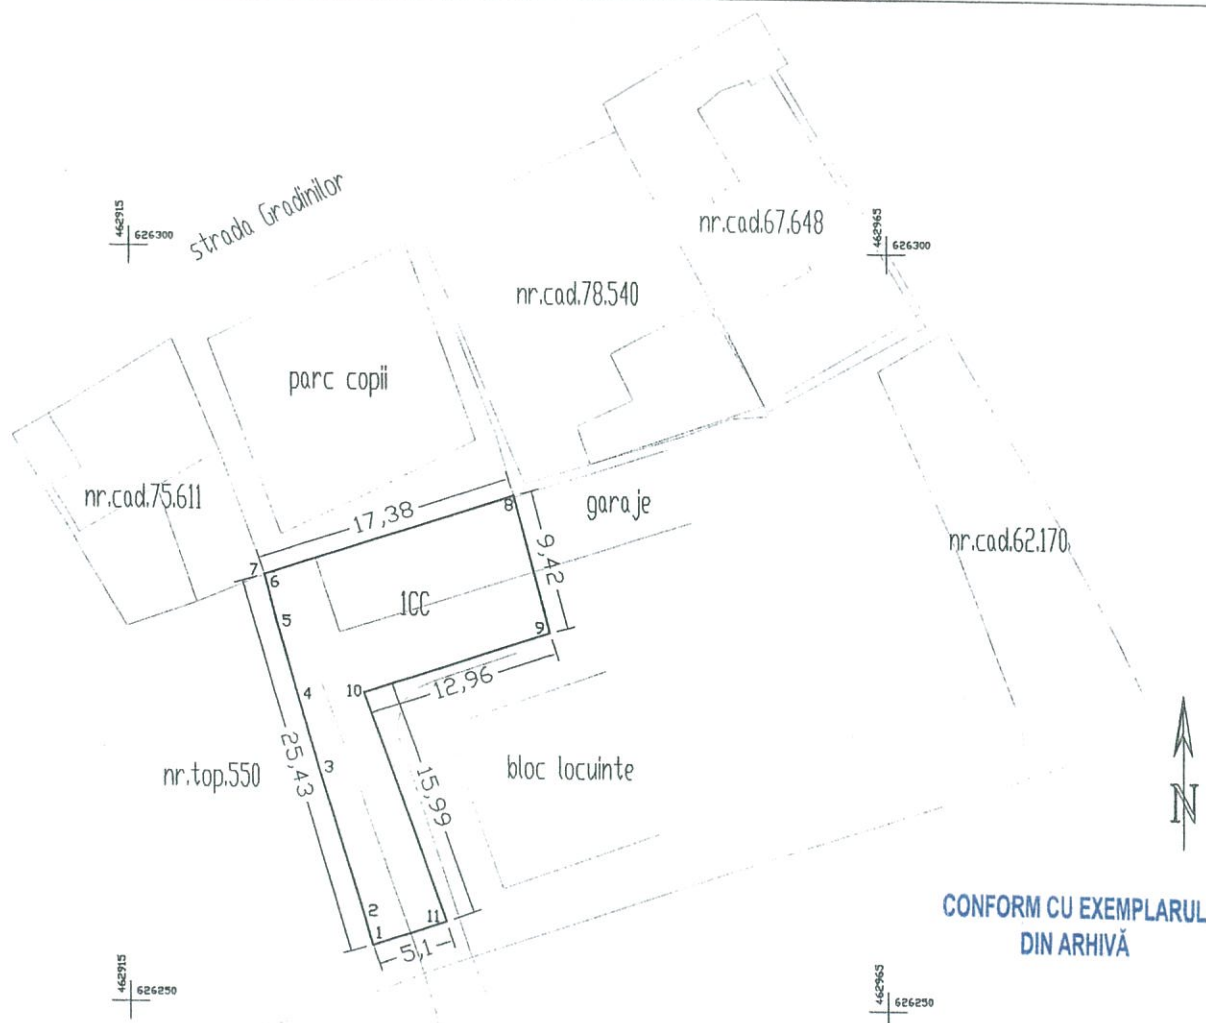 462915
626300
strada Gradinilor
nr.cad.67.648
462965
626300
nr.cad.78.540
parc copii
nr.cad.75.611
17,38
8
garaje
9,42
nr.cad.62.170
7
6
5
1GC
9
4
10
12,96
3
25,43
nr.top.550
15,99
bloc locuinte
N
2
1
11
5,1
CONFORM CU EXEMPLARUL
DIN ARHIVĂ
462915
626250
462965
626250